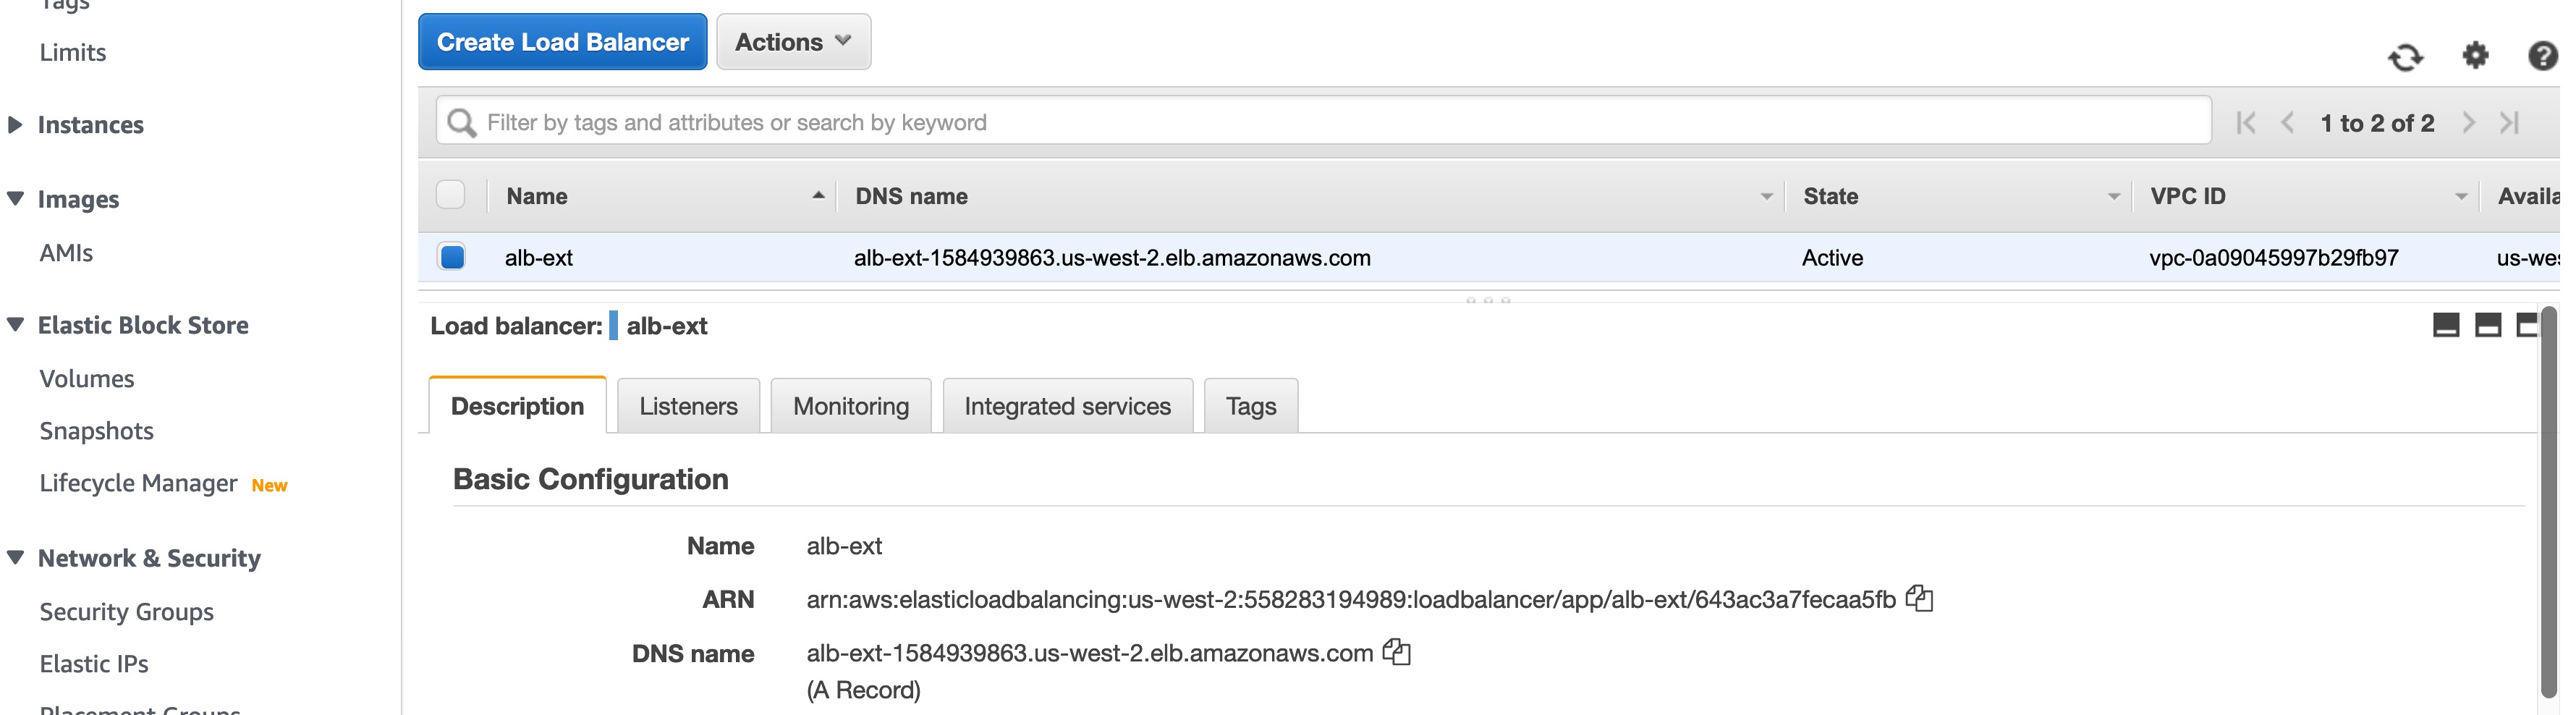 Tags
Limits
Instances
Images
AMIs
Elastic Block Store
Volumes
Snapshots
Lifecycle Manager New
Network & Security
Security Groups
Elastic IPs
Placement Groups
Create Load Balancer Actions
Filter by tags and attributes or search by keyword 1 to 2 of 2
Name DNS name State VPC ID Availa
alb-ext alb-ext-1584939863.us-west-2.elb.amazonaws.com Active vpc-0a09045997b29fb97 us-wes
Load balancer: alb-ext
Description Listeners Monitoring Integrated services Tags
Basic Configuration
Name alb-ext
ARN arn:aws:elasticloadbalancing:us-west-2:558283194989:loadbalancer/app/alb-ext/643ac3a7fecaa5fb
DNS name alb-ext-1584939863.us-west-2.elb.amazonaws.com
(A Record)